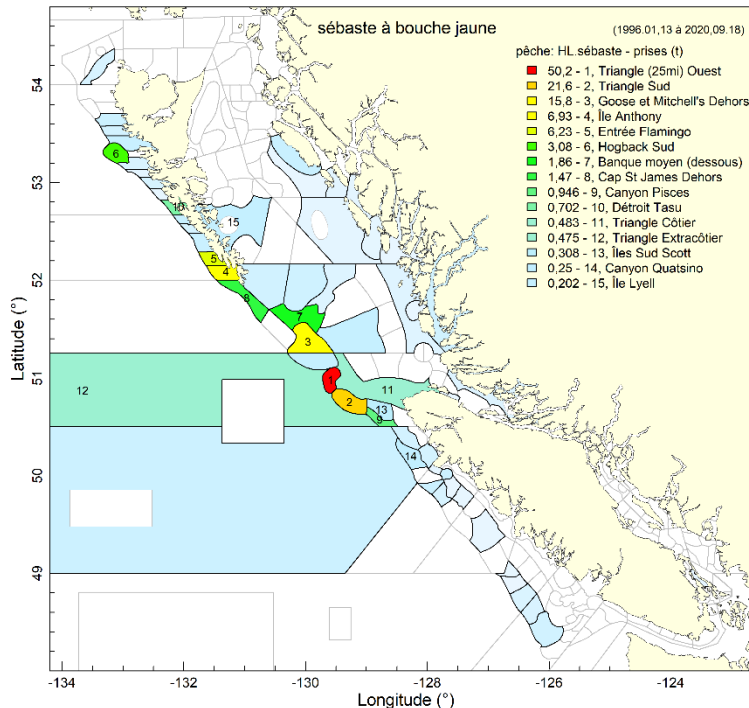 sébaste à bouche jaune
(1996.01,13 à 2020,09.18)
pêche: HL.sébaste - prises (t)
50,2 - 1, Triangle (25mi) Ouest
21,6 - 2, Triangle Sud
15,8 - 3, Goose et Mitchell's Dehors
6,93 - 4, Île Anthony
6,23 - 5, Entrée Flamingo
3,08 - 6, Hogback Sud
1,86 - 7, Banque moyen (dessous)
1,47 - 8, Cap St James Dehors
0,946 - 9, Canyon Pisces
0,702 - 10, Détroit Tasu
0,483 - 11, Triangle Côtier
0,475 - 12, Triangle Extracôtier
0,308 - 13, Îles Sud Scott
0,25 - 14, Canyon Quatsino
0,202 - 15, Île Lyell
54
53
52
51
50
49
Latitude (°)
6
10
15
5
4
8
7
3
1
12
11
2
13
9
14
-134
-132
-130
-128
-126
-124
Longitude (°)